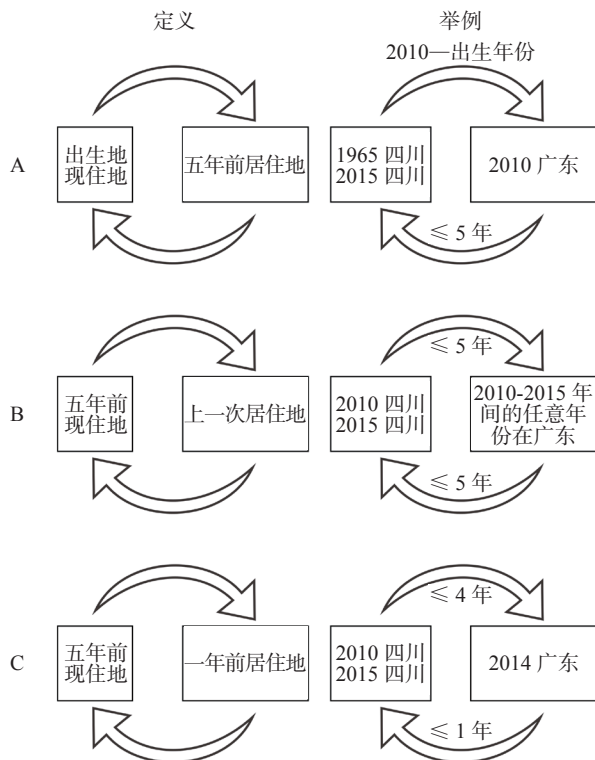 定义
举例
2010—出生年份
A
出生地
现住地
五年前居住地
1965 四川
2015 四川
2010 广东
≤ 5 年
≤ 5 年
B
五年前
现住地
上一次居住地
2010 四川
2015 四川
2010-2015 年
间的任意年
份在广东
≤ 5 年
≤ 4 年
C
五年前
现住地
一年前居住地
2010 四川
2015 四川
2014 广东
≤ 1 年